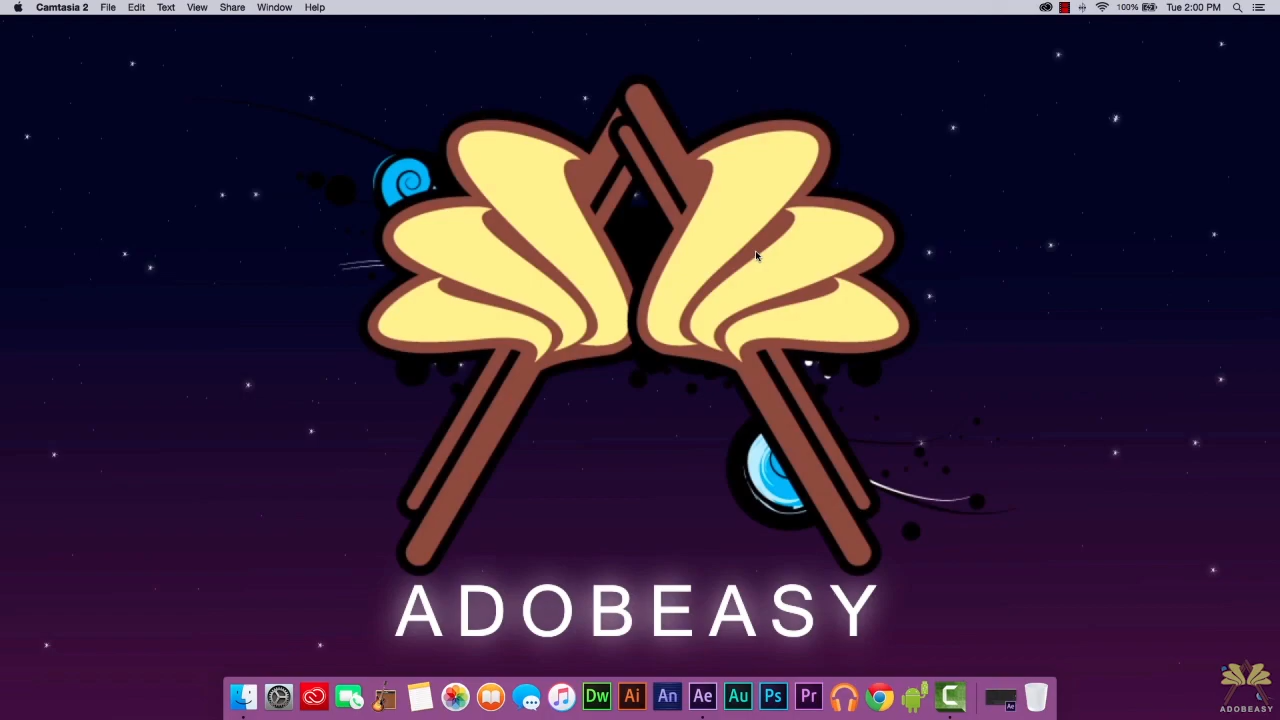 Camtasia 2 File Edit Text View Share Window Help 100% Tue 2:00 PM
ADOBEASY
Dw Ai An Ae Au Ps Pr Ae
ADOBEASY